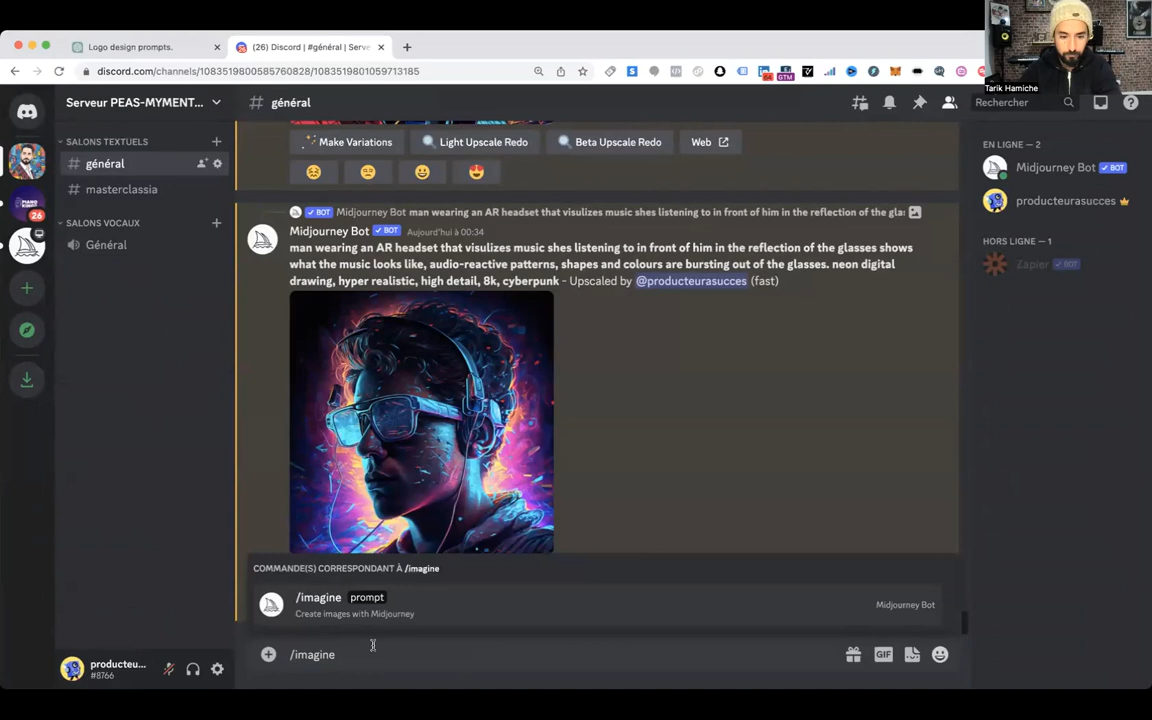 Logo design prompts.
(26) Discord | #général | Serve
discord.com/channels/1083519800585760828/1083519801059713185
64
GTM
Tarik Hamiche
Serveur PEAS-MYMENT...
général
Rechercher
SALONS TEXTUELS
général
masterclassia
SALONS VOCAUX
Général
26
Make Variations
Light Upscale Redo
Beta Upscale Redo
Web
BOT Midjourney Bot man wearing an AR headset that visulizes music shes listening to in front of him in the reflection of the gla
Midjourney Bot BOT Aujourd'hui à 00:34
man wearing an AR headset that visulizes music shes listening to in front of him in the reflection of the glasses shows
what the music looks like, audio-reactive patterns, shapes and colours are bursting out of the glasses. neon digital
drawing, hyper realistic, high detail, 8k, cyberpunk - Upscaled by @producteurasucces (fast)
EN LIGNE — 2
Midjourney Bot BOT
producteurasucces
HORS LIGNE — 1
Zapier BOT
COMMANDE(S) CORRESPONDANT À /imagine
/imagine prompt
Create images with Midjourney
Midjourney Bot
/imagine
GIF
producteu...
#8766